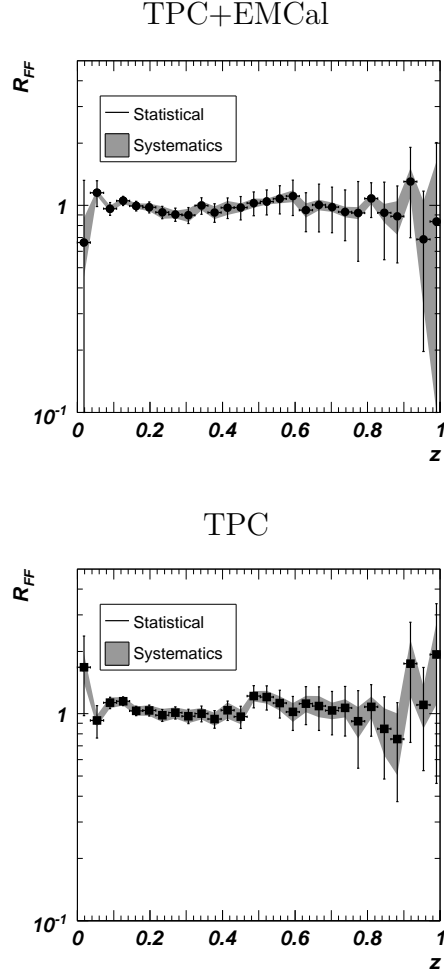 TPC+EMCal
R_FF
Statistical
Systematics
1
10^-1
0 0.2 0.4 0.6 0.8 1
z
TPC
R_FF
Statistical
Systematics
1
10^-1
0 0.2 0.4 0.6 0.8 1
z